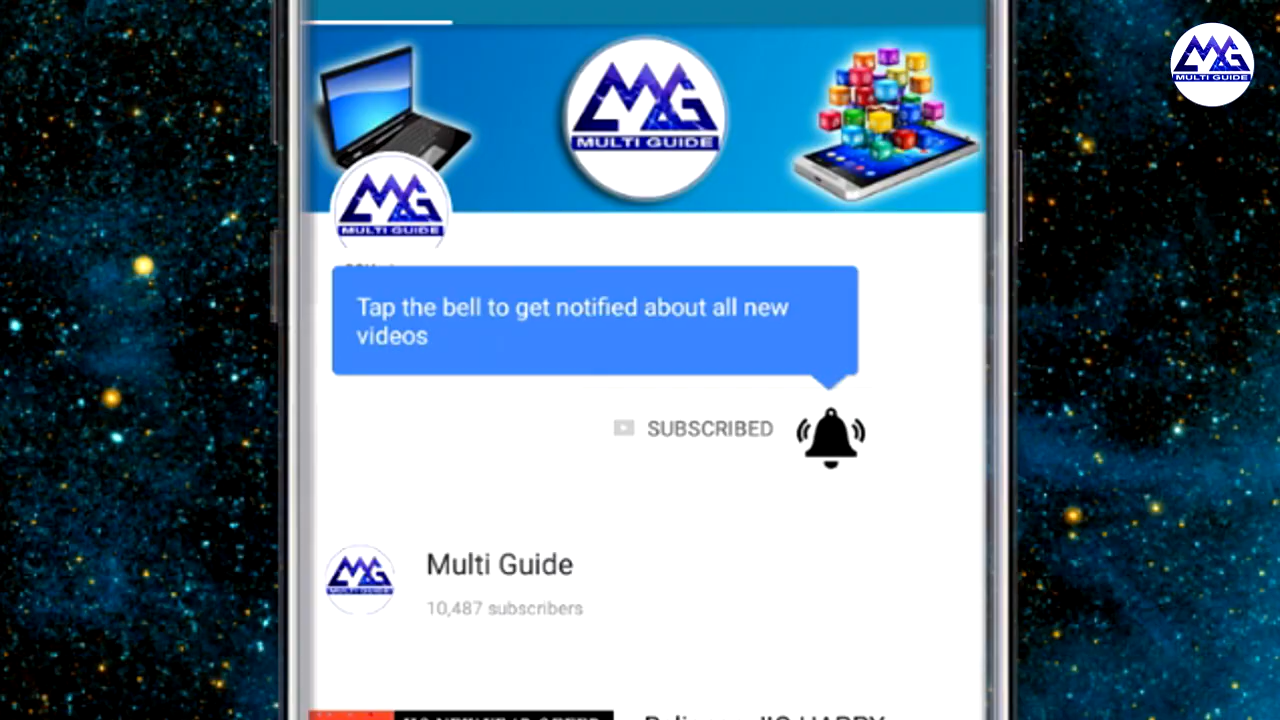 MULTI GUIDE
MULTI GUIDE
MULTI GUIDE
Tap the bell to get notified about all new
videos
SUBSCRIBED
Multi Guide
10,487 subscribers